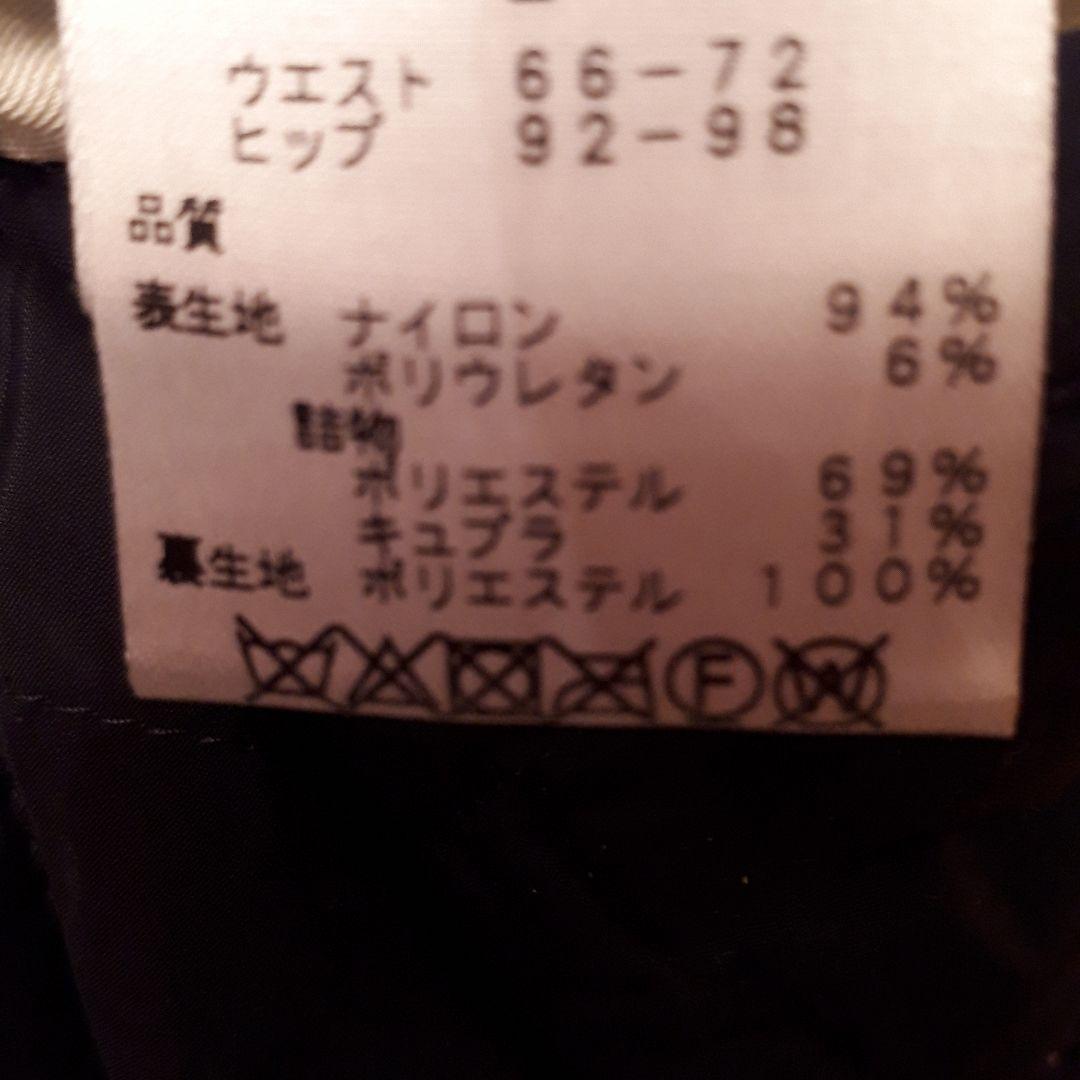 ウエスト 66-72
ヒップ 92-98
品質
表生地 ナイロン 94%
ポリウレタン 6%
詰物
ポリエステル 69%
キュプラ 31%
裏生地 ポリエステル 100%
F W